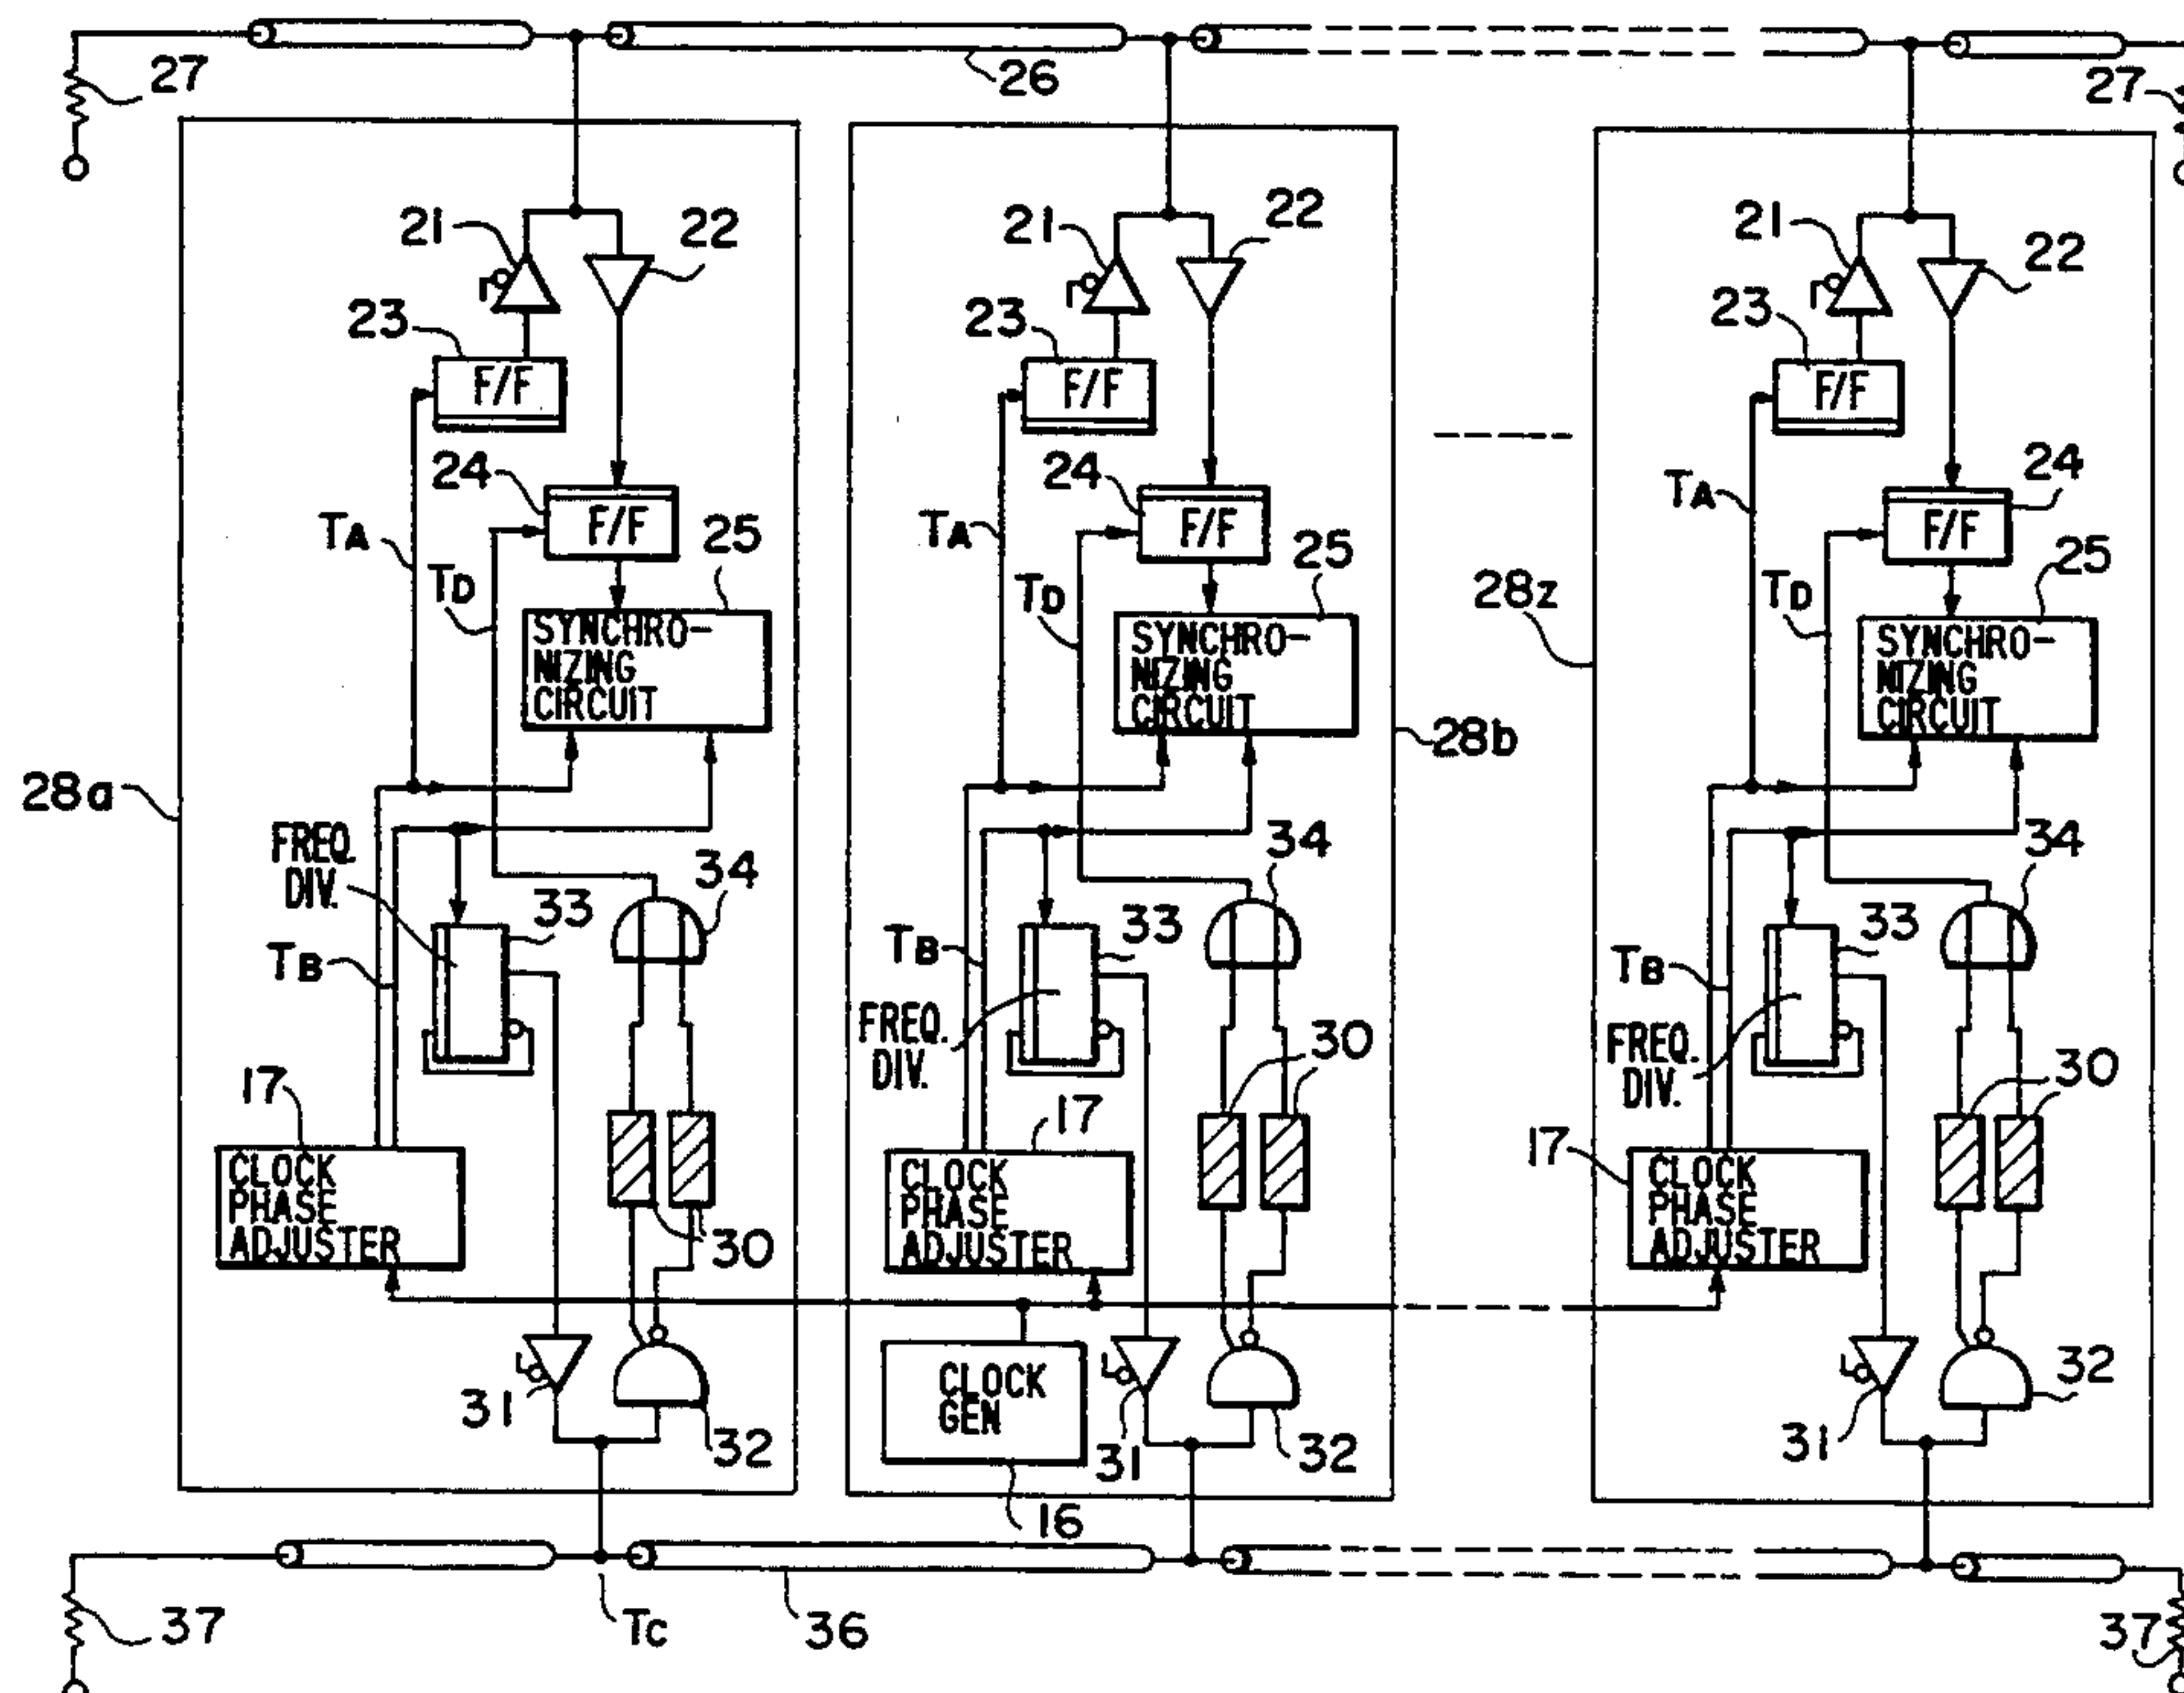 27
26
27
21
22
23
F/F
24
F/F
TA
TD
25
SYNCHRO-
NIZING
CIRCUIT
28a
FREQ.
DIV.
33
34
TB
17
CLOCK
PHASE
ADJUSTER
30
31
32
21
22
23
F/F
24
F/F
TA
TD
25
SYNCHRO-
NIZING
CIRCUIT
28b
34
33
TB
FREQ.
DIV.
30
17
CLOCK
PHASE
ADJUSTER
CLOCK
GEN
16
31
32
21
22
23
F/F
24
F/F
TA
TD
25
28z
SYNCHRO-
NIZING
CIRCUIT
34
33
TB
FREQ.
DIV.
30
17
CLOCK
PHASE
ADJUSTER
31
32
37
TC
36
37